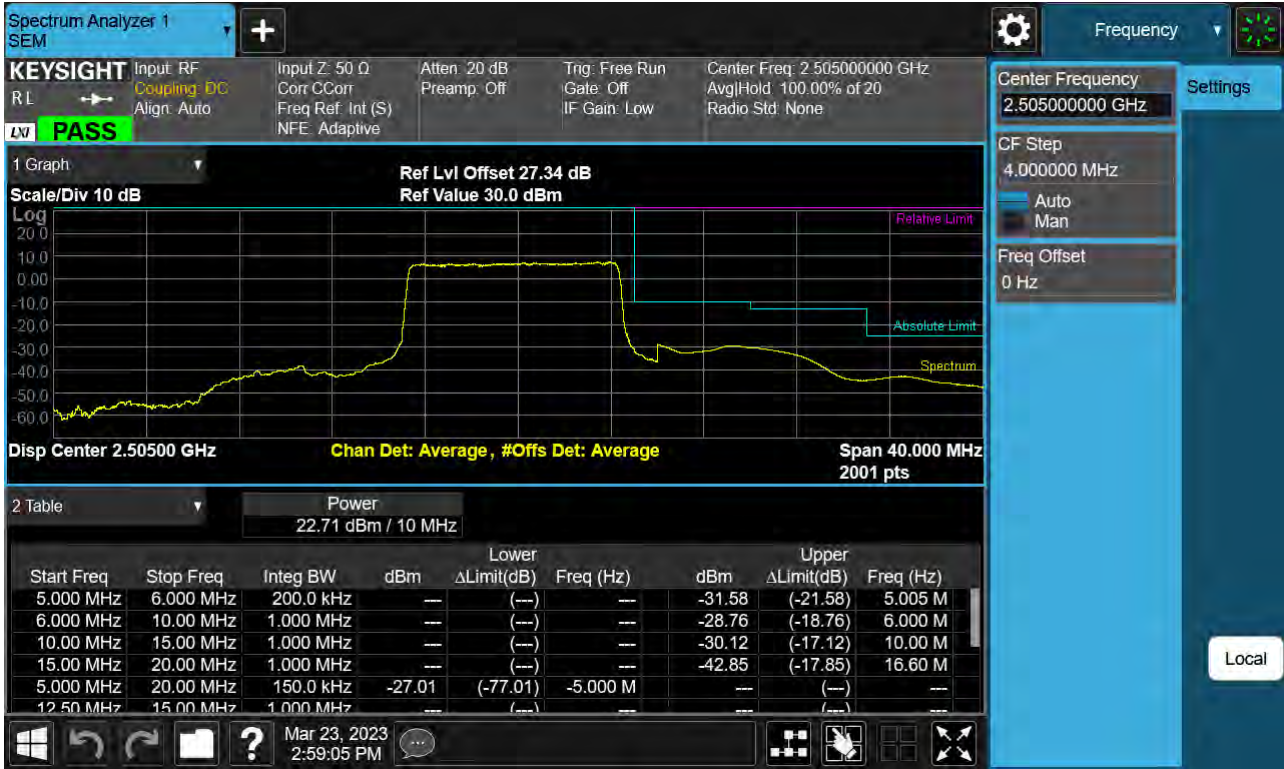 Spectrum Analyzer 1
SEM
+
Frequency
KEYSIGHT
R L
LXI PASS
Input: RF
Coupling: DC
Align: Auto
Input Z: 50 Ω
Corr CCorr
Freq Ref: Int (S)
NFE: Adaptive
Atten: 20 dB
Preamp: Off
Trig: Free Run
Gate: Off
IF Gain: Low
Center Freq: 2.505000000 GHz
Avg|Hold: 100.00% of 20
Radio Std: None
Center Frequency
2.505000000 GHz
Settings
CF Step
4.000000 MHz
Auto
Man
Freq Offset
0 Hz
Local
1 Graph
Scale/Div 10 dB
Ref Lvl Offset 27.34 dB
Ref Value 30.0 dBm
Log
20.0
10.0
0.00
-10.0
-20.0
-30.0
-40.0
-50.0
-60.0
Relative Limit
Absolute Limit
Spectrum
Disp Center 2.50500 GHz Chan Det: Average , #Offs Det: Average Span 40.000 MHz
2001 pts
2 Table
Power
22.71 dBm / 10 MHz
Lower Upper
Start Freq Stop Freq Integ BW dBm ΔLimit(dB) Freq (Hz) dBm ΔLimit(dB) Freq (Hz)
5.000 MHz 6.000 MHz 200.0 kHz --- (---) --- -31.58 (-21.58) 5.005 M
6.000 MHz 10.00 MHz 1.000 MHz --- (---) --- -28.76 (-18.76) 6.000 M
10.00 MHz 15.00 MHz 1.000 MHz --- (---) --- -30.12 (-17.12) 10.00 M
15.00 MHz 20.00 MHz 1.000 MHz --- (---) --- -42.85 (-17.85) 16.60 M
5.000 MHz 20.00 MHz 150.0 kHz -27.01 (-77.01) -5.000 M --- (---) ---
12.50 MHz 15.00 MHz 1.000 MHz --- (---) --- --- (---) ---
?
Mar 23, 2023
2:59:05 PM